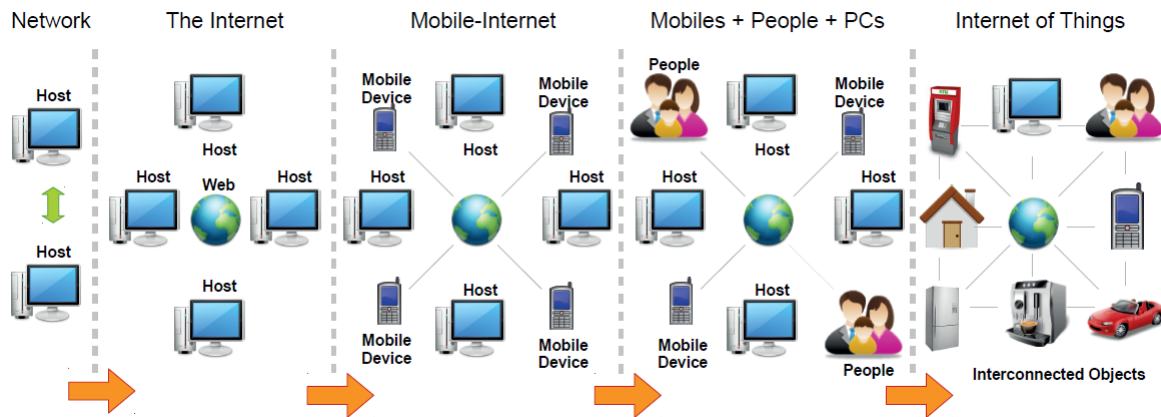 Network
The Internet
Mobile-Internet
Mobiles + People + PCs
Internet of Things
Host
Host
Host
Host
Web
Host
Host
Mobile
Device
Mobile
Device
Host
Host
Host
Host
Mobile
Device
Mobile
Device
People
Mobile
Device
Host
Host
Host
Host
Mobile
Device
People
Interconnected Objects